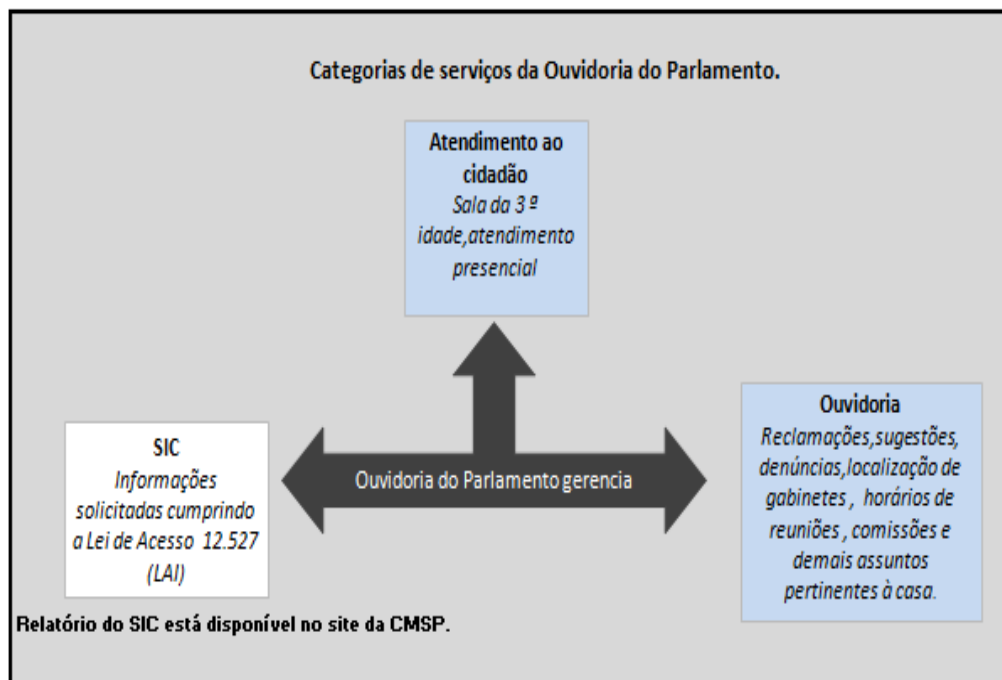 Categorias de serviços da Ouvidoria do Parlamento.
Atendimento ao
cidadão
Sala da 3 ª
idade,atendimento
presencial
SIC
Informações
solicitadas cumprindo
a Lei de Acesso 12.527
(LAI)
Ouvidoria do Parlamento gerencia
Ouvidoria
Reclamações,sugestões,
denúncias,localização de
gabinetes , horários de
reuniões , comissões e
demais assuntos
pertinentes à casa.
Relatório do SIC está disponível no site da CMSP.